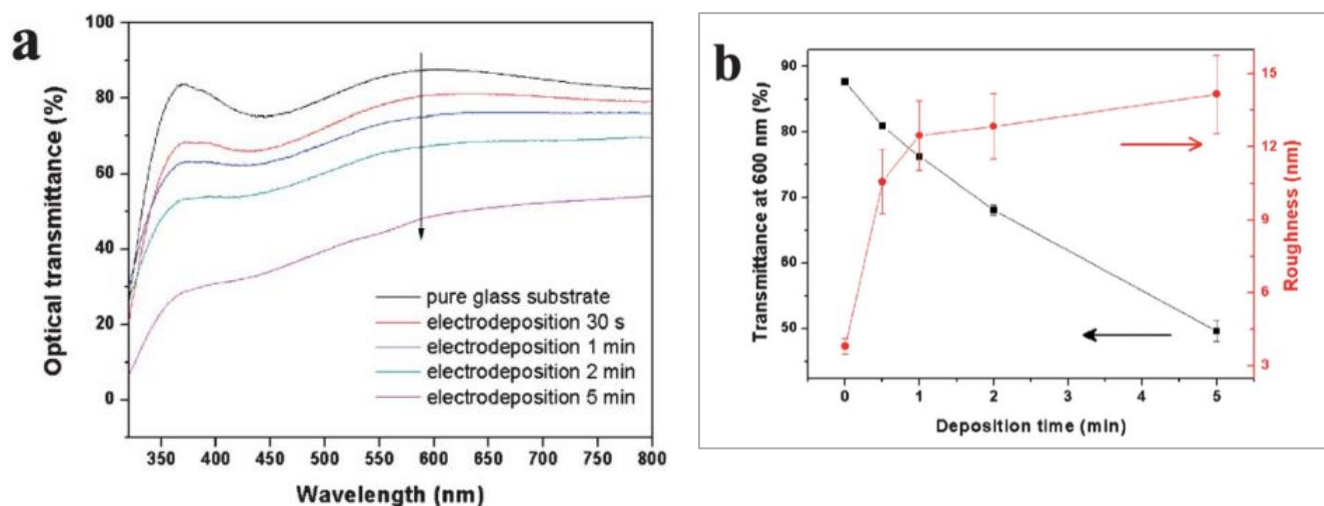 a
100
80
60
40
20
0
Optical transmittance (%)
pure glass substrate
electrodeposition 30 s
electrodeposition 1 min
electrodeposition 2 min
electrodeposition 5 min
350 400 450 500 550 600 650 700 750 800
Wavelength (nm)
b
90
80
70
60
50
Transmittance at 600 nm (%)
15
12
9
6
3
Roughness (nm)
0 1 2 3 4 5
Deposition time (min)